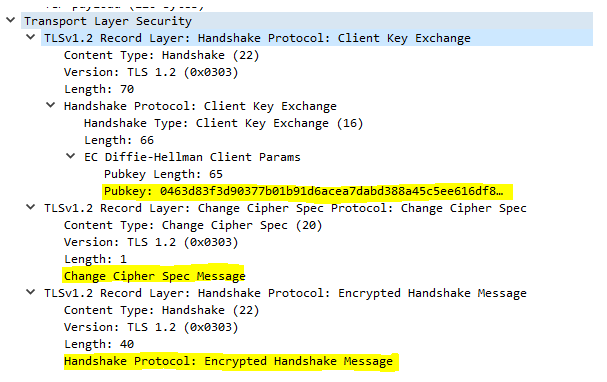 Transport Layer Security
TLSv1.2 Record Layer: Handshake Protocol: Client Key Exchange
Content Type: Handshake (22)
Version: TLS 1.2 (0x0303)
Length: 70
Handshake Protocol: Client Key Exchange
Handshake Type: Client Key Exchange (16)
Length: 66
EC Diffie-Hellman Client Params
Pubkey Length: 65
Pubkey: 0463d83f3d90377b01b91d6acea7dabd388a45c5ee616df8…
TLSv1.2 Record Layer: Change Cipher Spec Protocol: Change Cipher Spec
Content Type: Change Cipher Spec (20)
Version: TLS 1.2 (0x0303)
Length: 1
Change Cipher Spec Message
TLSv1.2 Record Layer: Handshake Protocol: Encrypted Handshake Message
Content Type: Handshake (22)
Version: TLS 1.2 (0x0303)
Length: 40
Handshake Protocol: Encrypted Handshake Message